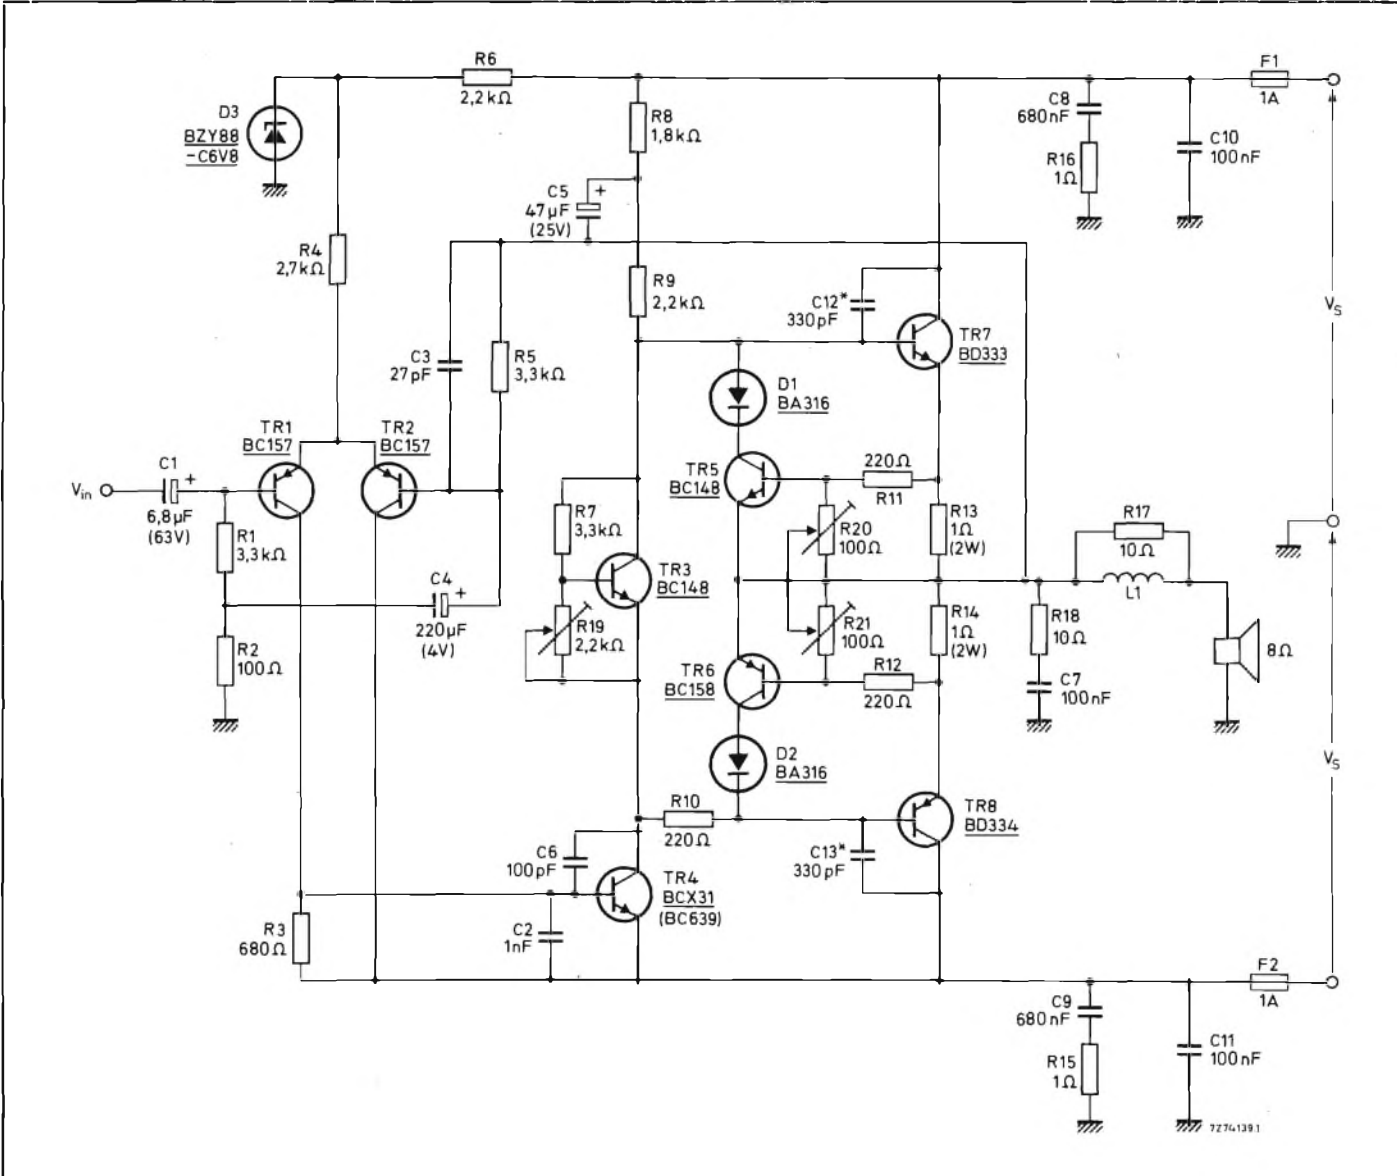 R6
2,2kΩ
D3
BZY88
-C6V8
R8
1,8kΩ
C5
+
47µF
(25V)
R4
2,7kΩ
R9
2,2kΩ
C8
680nF
R16
1Ω
C10
100nF
F1
1A
C12*
330pF
TR7
BD333
VS
C3
27pF
R5
3,3kΩ
D1
BA316
TR1
BC157
TR2
BC157
C1
+
Vin
6,8µF
(63V)
R1
3,3kΩ
TR5
BC148
220Ω
R11
R7
3,3kΩ
R20
100Ω
R13
1Ω
(2W)
R17
10Ω
L1
TR3
BC148
C4
+
220µF
(4V)
R2
100Ω
R19
2,2kΩ
R21
100Ω
R14
1Ω
(2W)
R18
10Ω
8Ω
TR6
BC158
R12
220Ω
C7
100nF
D2
BA316
VS
R10
220Ω
TR8
BD334
C6
100pF
C13*
330pF
TR4
BCX31
(BC639)
R3
680Ω
C2
1nF
F2
1A
C9
680nF
R15
1Ω
C11
100nF
7Z74139.1